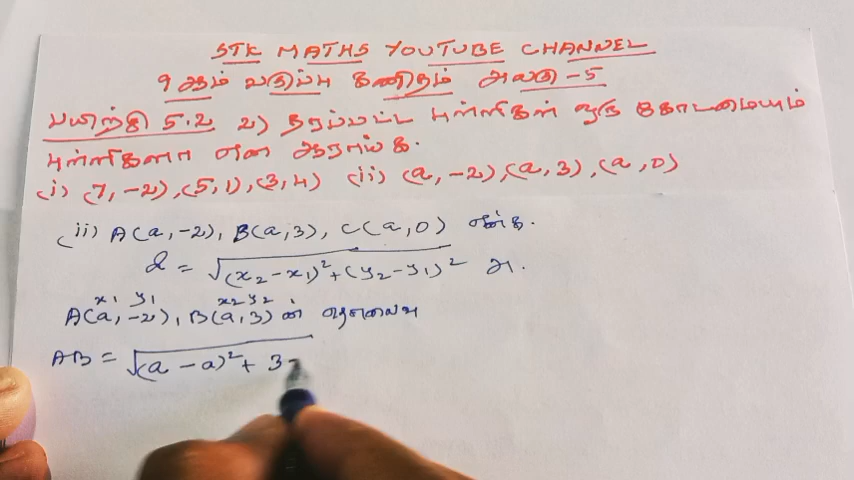 STK MATHS YOUTUBE CHANNEL
9 ஆம் வகுப்பு கணிதம் அலகு - 5
பயிற்சி 5.2 2) தரப்பட்ட புள்ளிகள் ஒரு கோடமையும்
புள்ளிகளா என ஆராய்க.
(i) (7, -2), (5, 1), (3, 4) (ii) (a, -2), (a, 3), (a, 0)
(ii) A(a, -2), B(a, 3), C(a, 0) என்க.
d = √(x₂ - x₁)² + (y₂ - y₁)² அ.
x₁ y₁ x₂ y₂
A(a, -2), B(a, 3) ன் தொலைவு
AB = √(a - a)² + 3 -